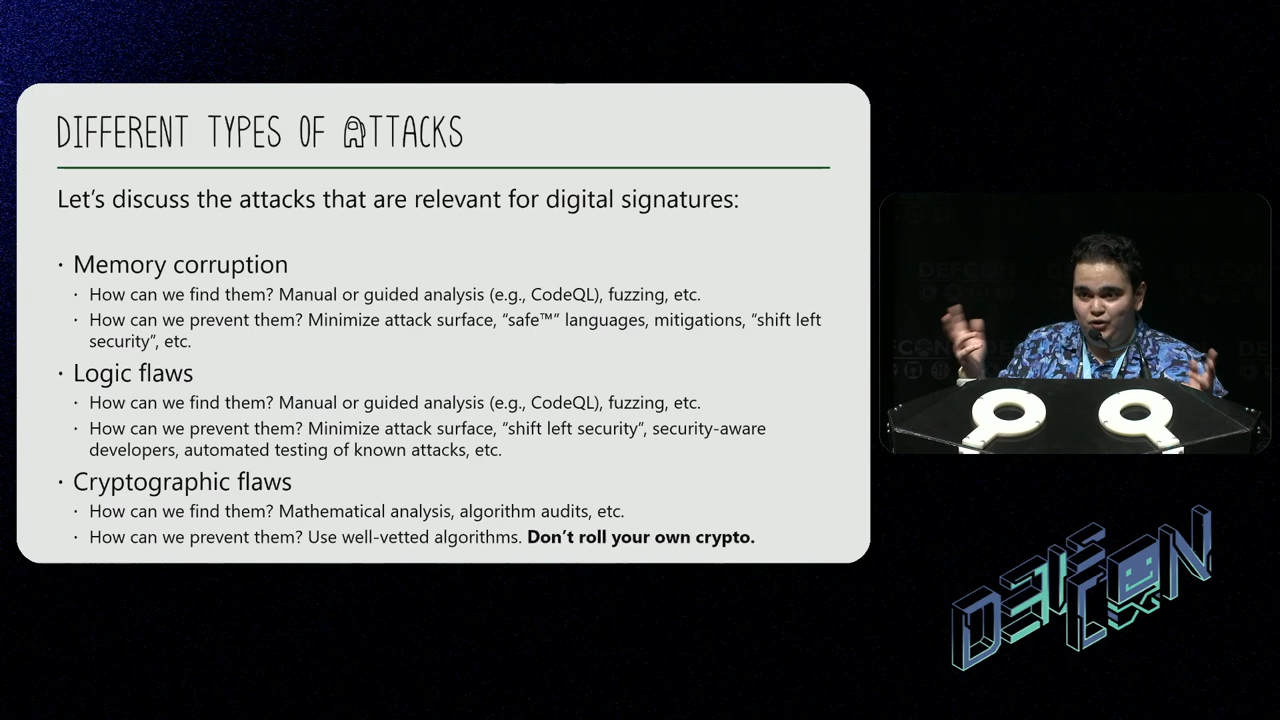 DIFFERENT TYPES OF ATTACKS
Let's discuss the attacks that are relevant for digital signatures:
· Memory corruption
· How can we find them? Manual or guided analysis (e.g., CodeQL), fuzzing, etc.
· How can we prevent them? Minimize attack surface, “safe™” languages, mitigations, “shift left
security”, etc.
· Logic flaws
· How can we find them? Manual or guided analysis (e.g., CodeQL), fuzzing, etc.
· How can we prevent them? Minimize attack surface, “shift left security”, security-aware
developers, automated testing of known attacks, etc.
· Cryptographic flaws
· How can we find them? Mathematical analysis, algorithm audits, etc.
· How can we prevent them? Use well-vetted algorithms. Don’t roll your own crypto.
DEFCON
DEF CON